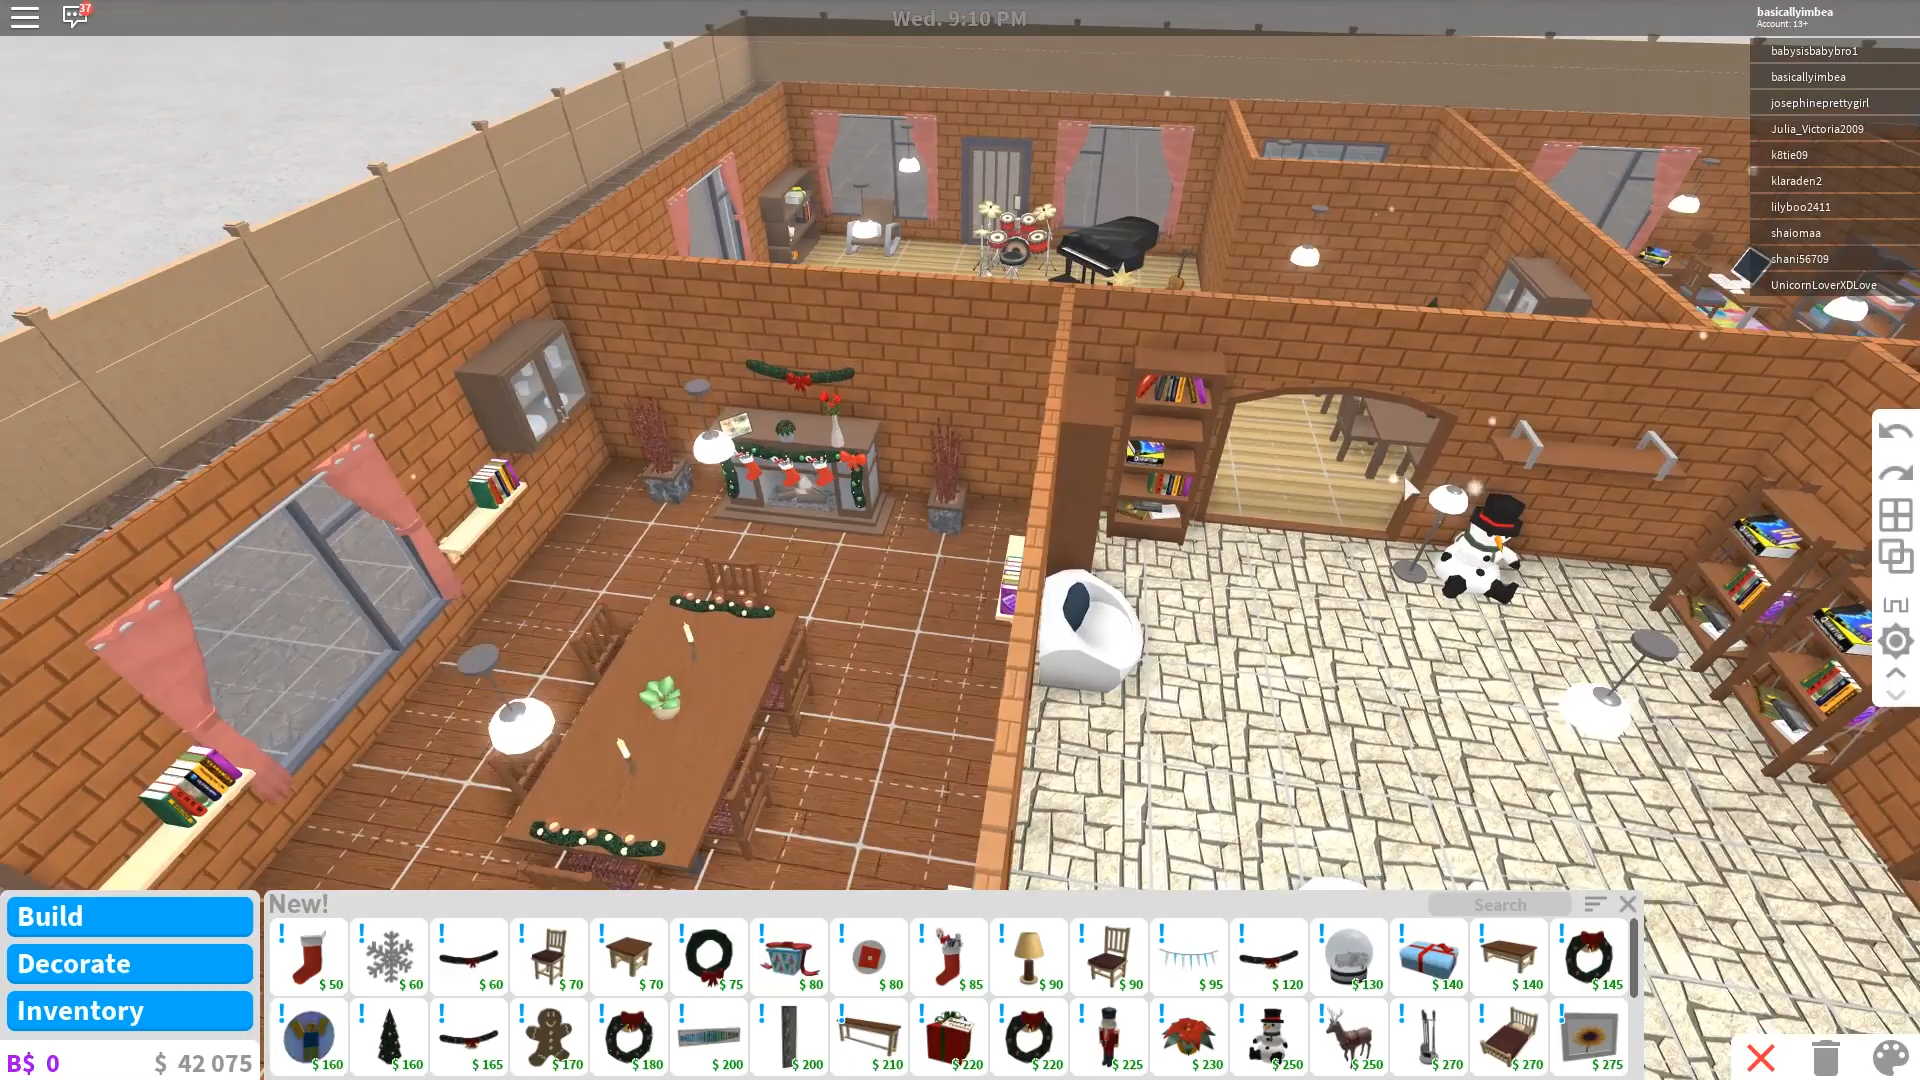 37
Wed. 9:10 PM
basicallyimbea
Account: 13+
babysisbabybro1
basicallyimbea
josephineprettygirl
Julia_Victoria2009
k8tie09
klaraden2
lilyboo2411
shaiomaa
shani56709
UnicornLoverXDLove
Build
Decorate
Inventory
B$ 0
$ 42 075
New!
Search
! $ 50
! $ 60
! $ 60
! $ 70
! $ 70
! $ 75
! $ 80
! $ 80
! $ 85
! $ 90
! $ 90
! $ 95
! $ 120
! $ 130
! $ 140
! $ 140
! $ 145
! $ 160
! $ 160
! $ 165
! $ 170
! $ 180
! $ 200
! $ 200
! $ 210
! $ 220
! $ 220
! $ 225
! $ 230
! $ 250
! $ 250
! $ 270
! $ 270
! $ 275